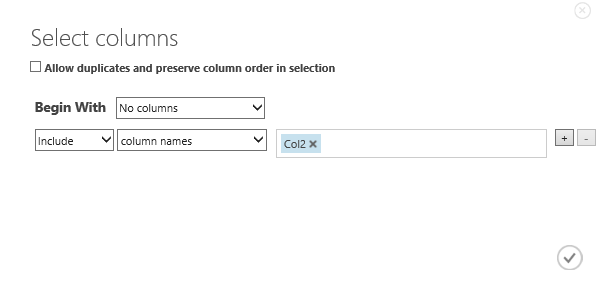 Select columns
Allow duplicates and preserve column order in selection
Begin With No columns
Include column names Col2 × + -